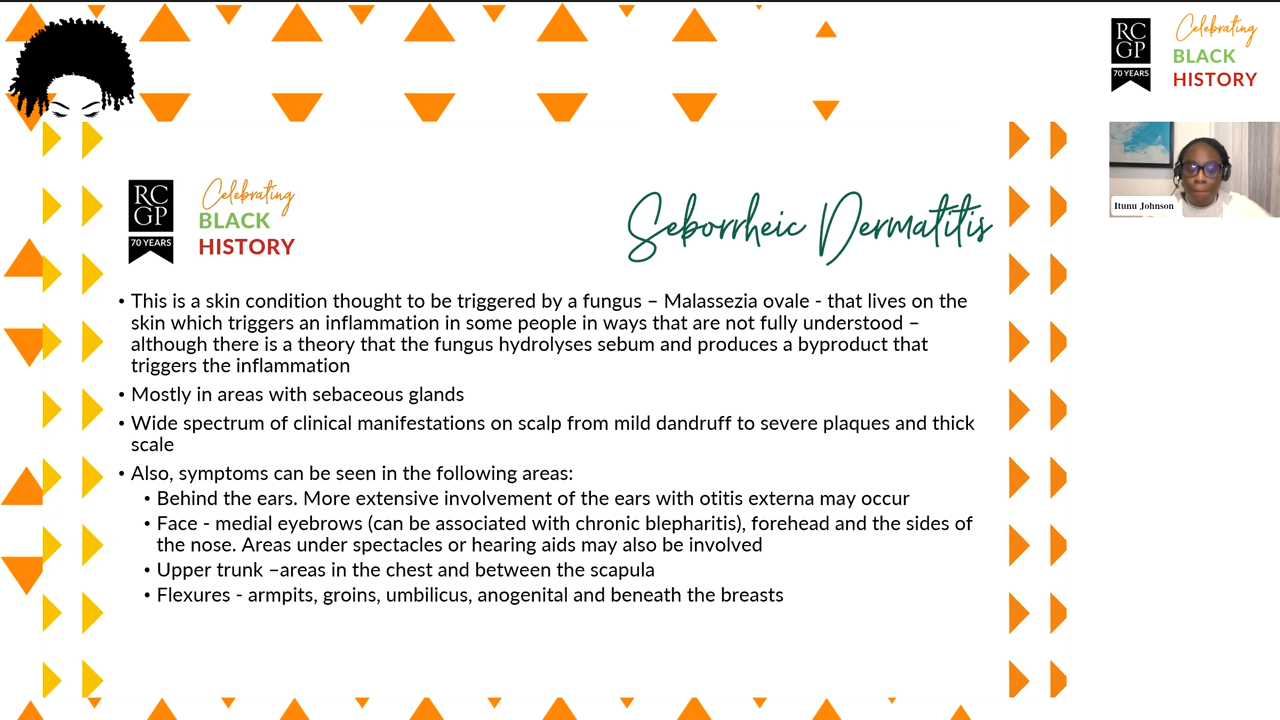 RC
GP
70 YEARS
Celebrating
BLACK
HISTORY
Itunu Johnson
RC
GP
70 YEARS
Celebrating
BLACK
HISTORY
Seborrheic Dermatitis
• This is a skin condition thought to be triggered by a fungus – Malassezia ovale - that lives on the
skin which triggers an inflammation in some people in ways that are not fully understood –
although there is a theory that the fungus hydrolyses sebum and produces a byproduct that
triggers the inflammation
• Mostly in areas with sebaceous glands
• Wide spectrum of clinical manifestations on scalp from mild dandruff to severe plaques and thick
scale
• Also, symptoms can be seen in the following areas:
• Behind the ears. More extensive involvement of the ears with otitis externa may occur
• Face - medial eyebrows (can be associated with chronic blepharitis), forehead and the sides of
the nose. Areas under spectacles or hearing aids may also be involved
• Upper trunk –areas in the chest and between the scapula
• Flexures - armpits, groins, umbilicus, anogenital and beneath the breasts